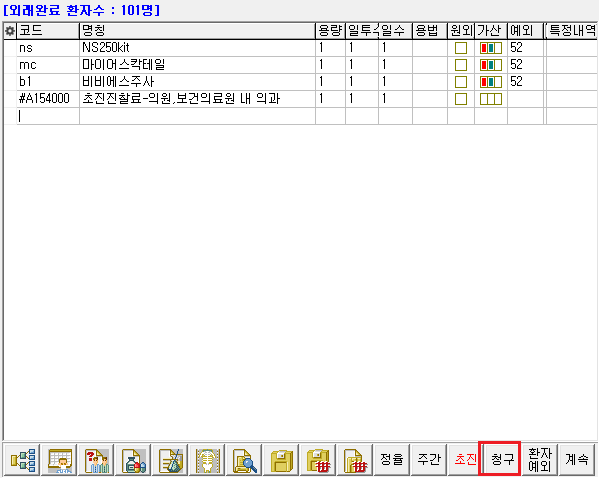 [외래완료 환자수 : 101명]
코드 명칭 용량 일투수 일수 용법 원외 가산 예외 특정내역
ns NS250kit 1 1 1 52
mc 마이어스칵테일 1 1 1 52
b1 비비에스주사 1 1 1 52
#A154000 초진진찰료-의원,보건의료원 내 의과 1 1 1
정율 주간 초진 청구 환자 예외 계속